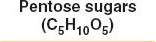 Pentose sugars
(C₅H₁₀O₅)